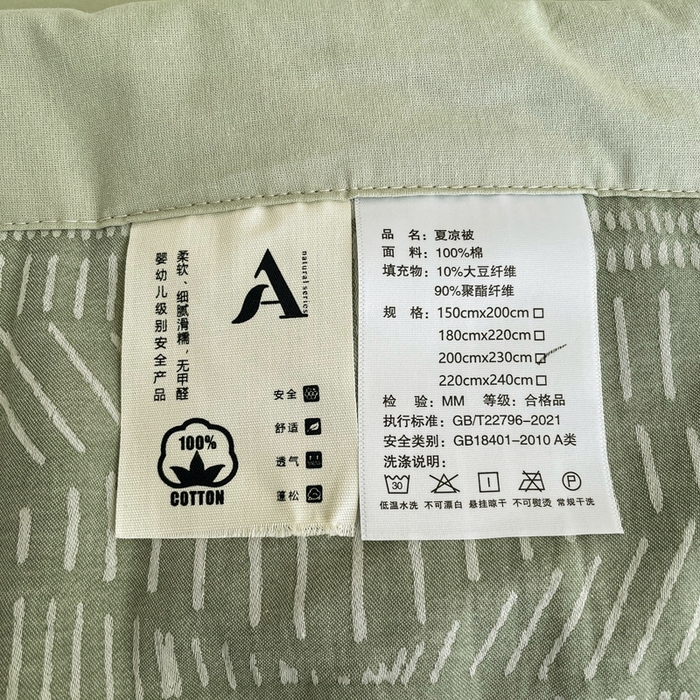 柔软、细腻滑糯，无甲醛
婴幼儿级别安全产品
A
natural series
安全
舒适
透气
蓬松
100%
COTTON
品 名：夏凉被
面 料：100%棉
填充物：10%大豆纤维
90%聚酯纤维
规 格：150cmx200cm
180cmx220cm
200cmx230cm
220cmx240cm
检 验：MM 等级：合格品
执行标准：GB/T22796-2021
安全类别：GB18401-2010 A类
洗涤说明：
30
P
低温水洗 不可漂白 悬挂晾干 不可熨烫 常规干洗